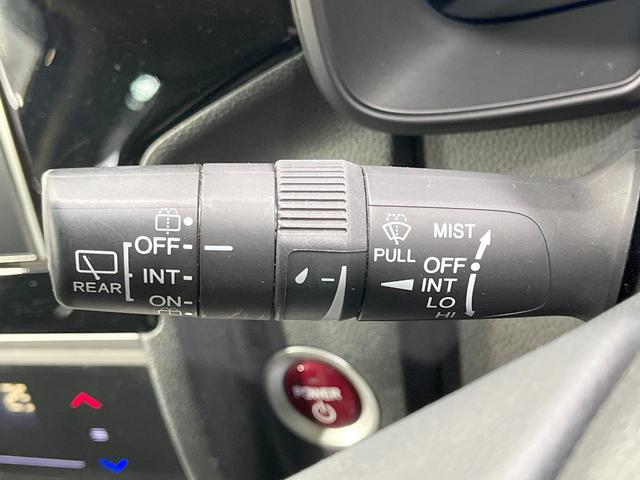 OFF
INT
REAR
ON
PULL
MIST
OFF
INT
LO
HI
POWER